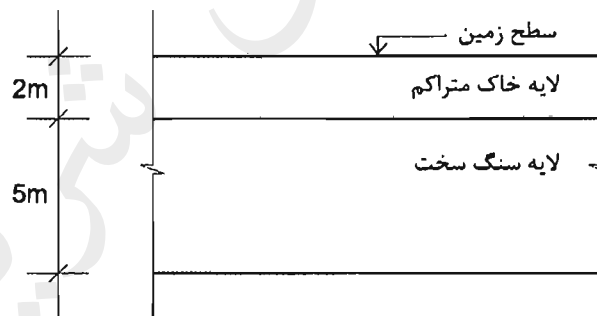 سطح زمین
2m
لایه خاک متراکم
لایه سنگ سخت
5m